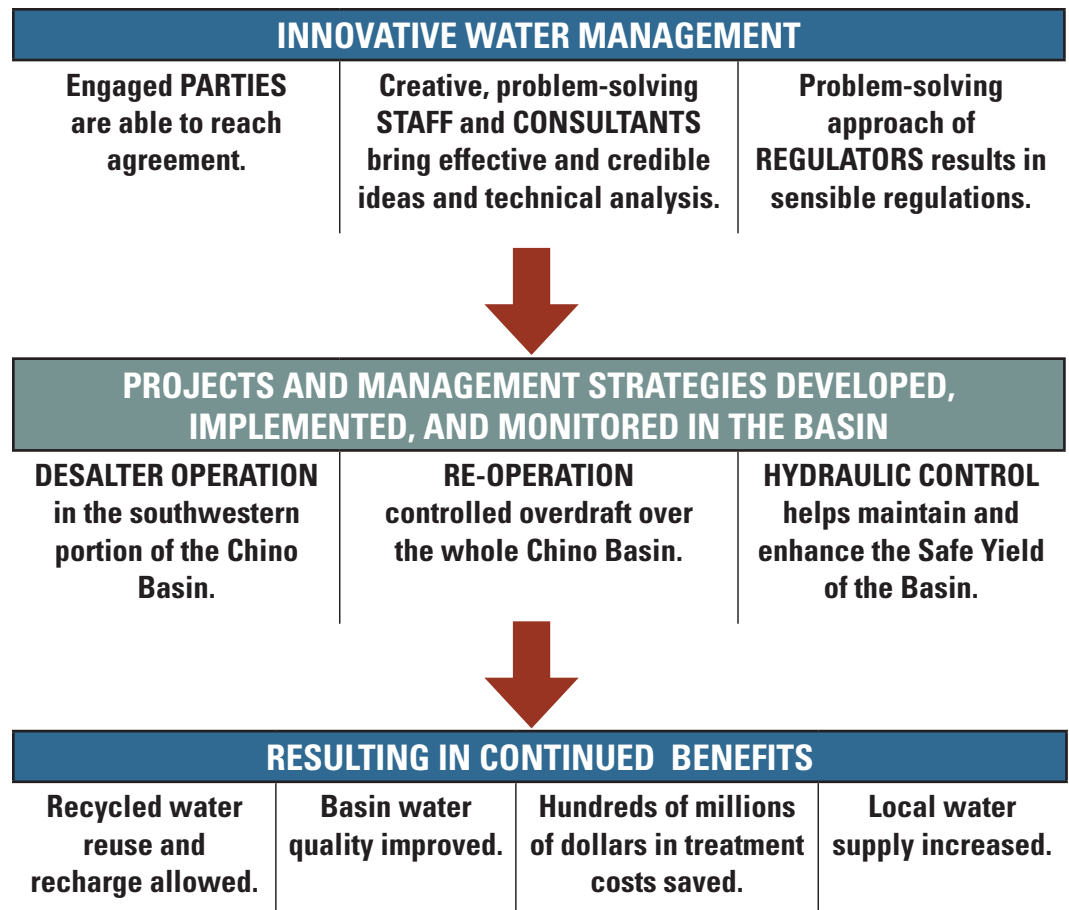 INNOVATIVE WATER MANAGEMENT
Engaged PARTIES
are able to reach
agreement.
Creative, problem-solving
STAFF and CONSULTANTS
bring effective and credible
ideas and technical analysis.
Problem-solving
approach of
REGULATORS results in
sensible regulations.
PROJECTS AND MANAGEMENT STRATEGIES DEVELOPED,
IMPLEMENTED, AND MONITORED IN THE BASIN
DESALTER OPERATION
in the southwestern
portion of the Chino
Basin.
RE-OPERATION
controlled overdraft over
the whole Chino Basin.
HYDRAULIC CONTROL
helps maintain and
enhance the Safe Yield
of the Basin.
RESULTING IN CONTINUED BENEFITS
Recycled water
reuse and
recharge allowed.
Basin water
quality improved.
Hundreds of millions
of dollars in treatment
costs saved.
Local water
supply increased.